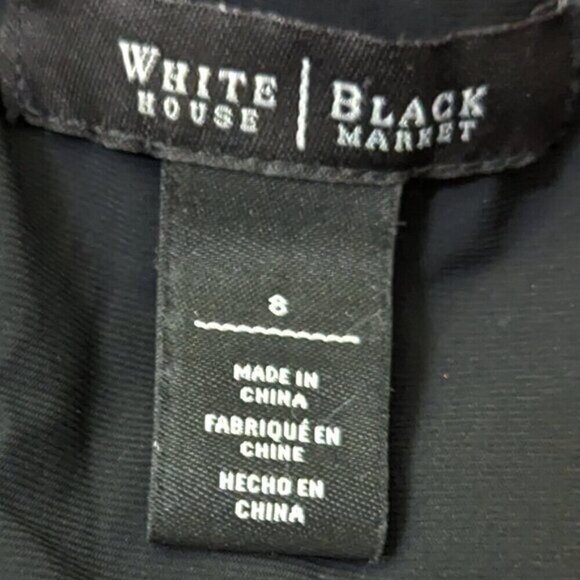 WHITE | BLACK
HOUSE | MARKET
8
MADE IN
CHINA
FABRIQUÉ EN
CHINE
HECHO EN
CHINA